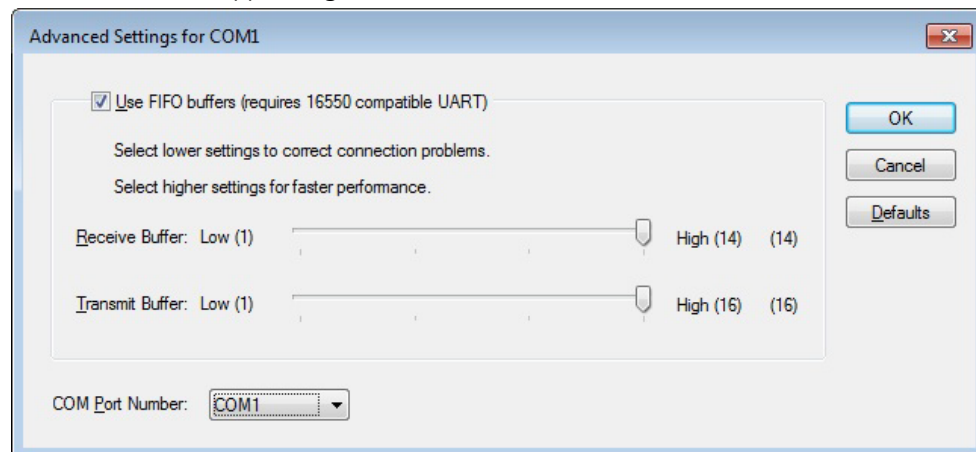 Advanced Settings for COM1
Use FIFO buffers (requires 16550 compatible UART)
OK
Select lower settings to correct connection problems.
Cancel
Select higher settings for faster performance.
Defaults
Receive Buffer: Low (1) High (14) (14)
Transmit Buffer: Low (1) High (16) (16)
COM Port Number: COM1